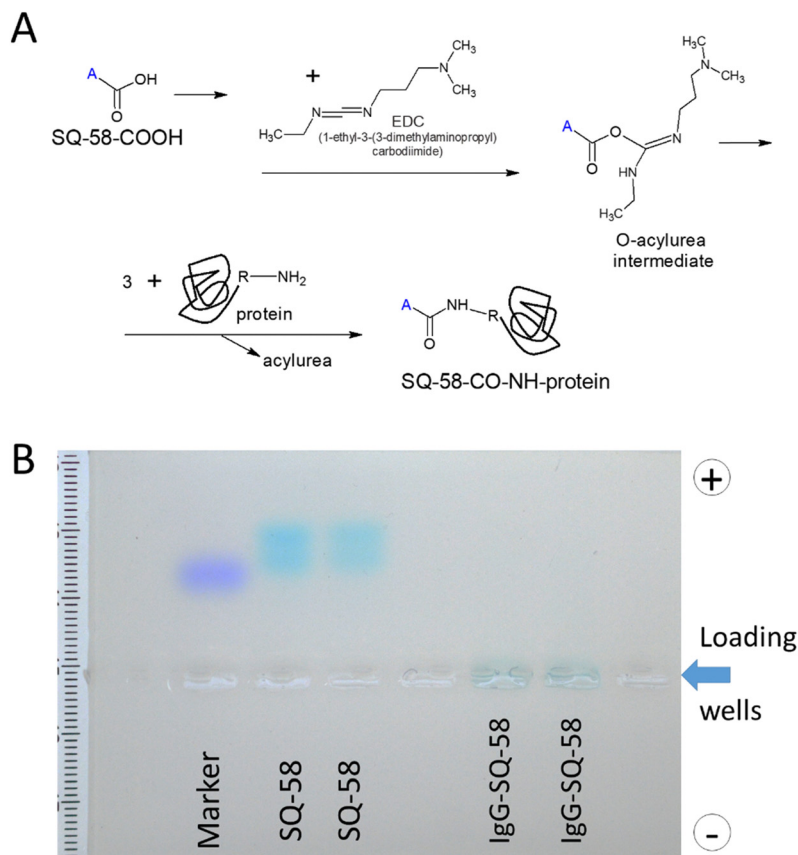 A
A
OH
O
SQ-58-COOH
+
CH₃
N
CH₃
N
N
H₃C
EDC
(1-ethyl-3-(3-dimethylaminopropyl)
carbodiimide)
H₃C
CH₃
N
A
O
O
N
HN
H₃C
O-acylurea
intermediate
3 +
R
NH₂
protein
acylurea
A
NH
R
O
SQ-58-CO-NH-protein
B
+
Loading
wells
-
Marker
SQ-58
SQ-58
IgG-SQ-58
IgG-SQ-58